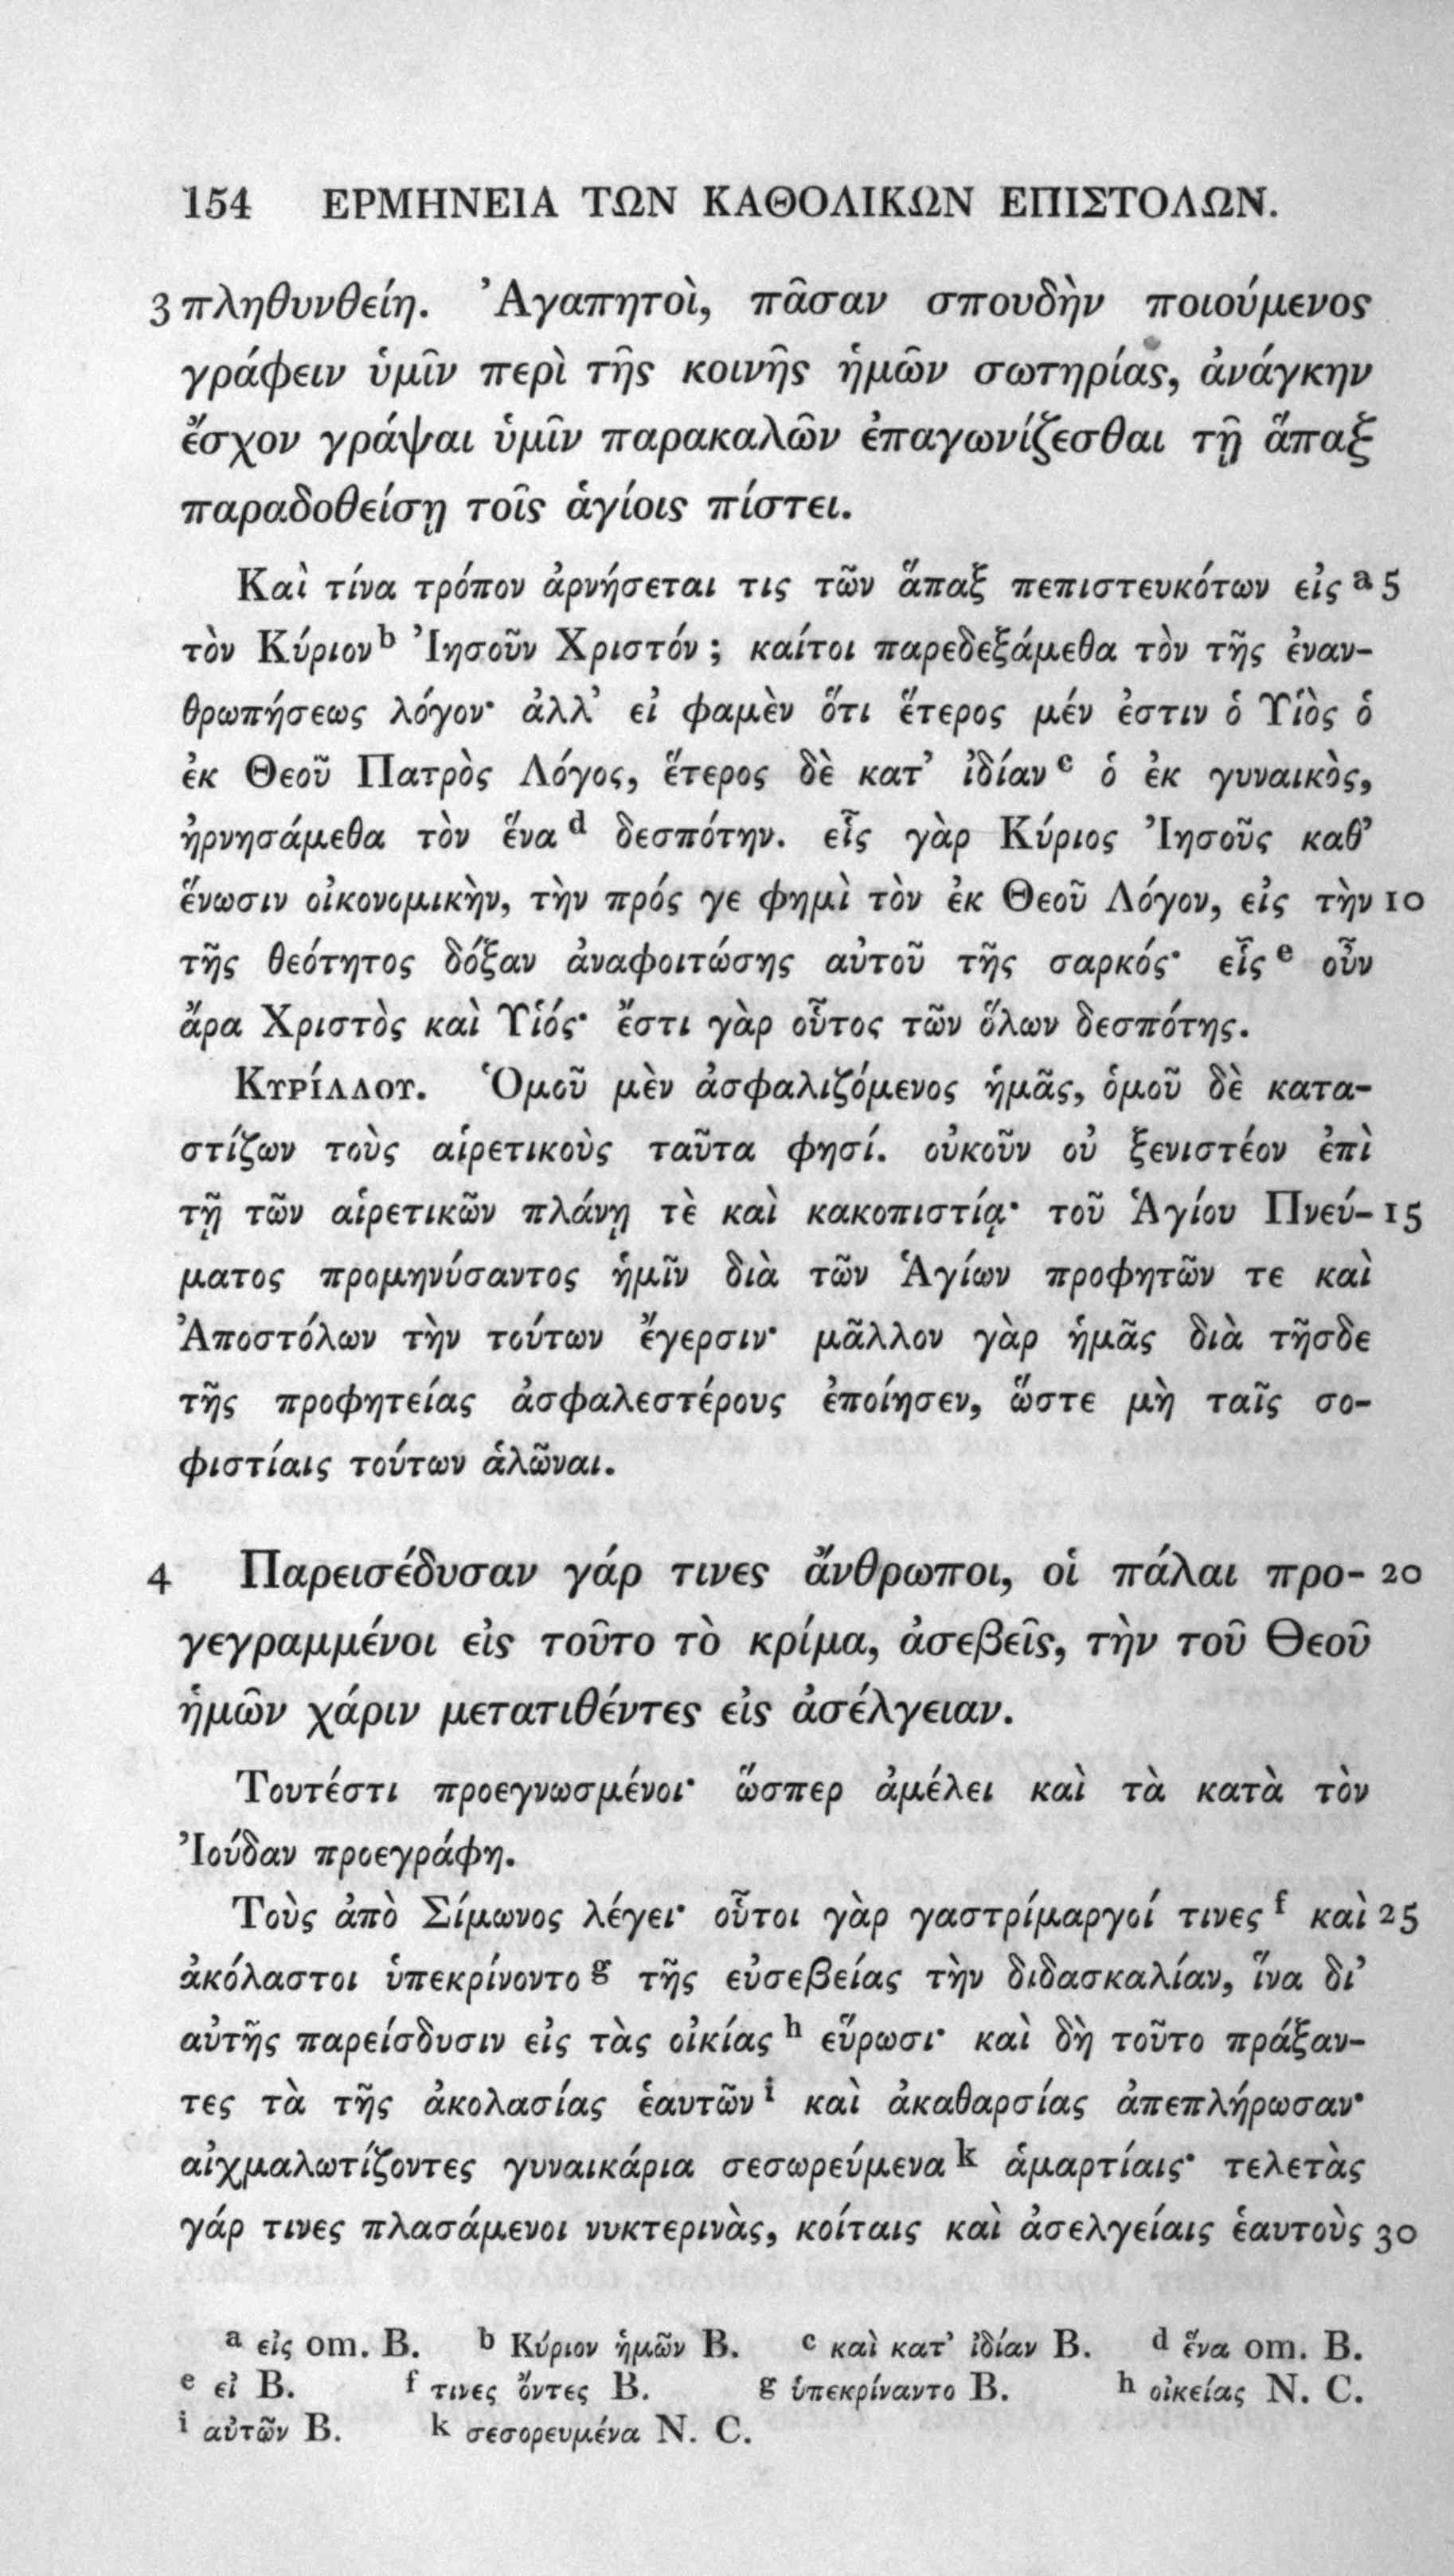 154 ΕΡΜΗΝΕΙΑ ΤΩΝ ΚΑΘΟΛΙΚΩΝ ΕΠΙΣΤΟΛΩΝ.
3 πληθυνθείη. Ἀγαπητοὶ, πᾶσαν σπουδὴν ποιούμενος
γράφειν ὑμῖν περὶ τῆς κοινῆς ἡμῶν σωτηρίας, ἀνάγκην
ἔσχον γράψαι ὑμῖν παρακαλῶν ἐπαγωνίζεσθαι τῇ ἅπαξ
παραδοθείσῃ τοῖς ἁγίοις πίστει.
Καὶ τίνα τρόπον ἀρνήσεται τις τῶν ἅπαξ πεπιστευκότων εἰς a 5
τὸν Κύριον b Ἰησοῦν Χριστόν ; καίτοι παρεδεξάμεθα τὸν τῆς ἐναν-
θρωπήσεως λόγον· ἀλλ’ εἰ φαμὲν ὅτι ἕτερος μέν ἐστιν ὁ Υἱὸς ὁ
ἐκ Θεοῦ Πατρὸς Λόγος, ἕτερος δὲ κατ’ ἰδίαν c ὁ ἐκ γυναικὸς,
ἠρνησάμεθα τὸν ἕνα d δεσπότην. εἷς γὰρ Κύριος Ἰησοῦς καθ’
ἕνωσιν οἰκονομικὴν, τὴν πρός γε φημὶ τὸν ἐκ Θεοῦ Λόγον, εἰς τὴν 10
τῆς θεότητος δόξαν ἀναφοιτώσης αὐτοῦ τῆς σαρκός· εἷς e οὖν
ἄρα Χριστὸς καὶ Υἱός· ἔστι γὰρ οὗτος τῶν ὅλων δεσπότης.
ΚΥΡΊΛΛΟΥ. Ὁμοῦ μὲν ἀσφαλιζόμενος ἡμᾶς, ὁμοῦ δὲ κατα-
στίζων τοὺς αἱρετικοὺς ταῦτα φησί. οὐκοῦν οὐ ξενιστέον ἐπὶ
τῇ τῶν αἱρετικῶν πλάνῃ τὲ καὶ κακοπιστίᾳ· τοῦ Ἁγίου Πνεύ- 15
ματος προμηνύσαντος ἡμῖν διὰ τῶν Ἁγίων προφητῶν τε καὶ
Ἀποστόλων τὴν τούτων ἔγερσιν· μᾶλλον γὰρ ἡμᾶς διὰ τῆσδε
τῆς προφητείας ἀσφαλεστέρους ἐποίησεν, ὥστε μὴ ταῖς σο-
φιστίαις τούτων ἁλῶναι.
4 Παρεισέδυσαν γάρ τινες ἄνθρωποι, οἱ πάλαι προ- 20
γεγραμμένοι εἰς τοῦτο τὸ κρίμα, ἀσεβεῖς, τὴν τοῦ Θεοῦ
ἡμῶν χάριν μετατιθέντες εἰς ἀσέλγειαν.
Τουτέστι προεγνωσμένοι· ὥσπερ ἀμέλει καὶ τὰ κατὰ τὸν
Ἰούδαν προεγράφη.
Τοὺς ἀπὸ Σίμωνος λέγει· οὗτοι γὰρ γαστρίμαργοί τινες f καὶ 25
ἀκόλαστοι ὑπεκρίνοντο g τῆς εὐσεβείας τὴν διδασκαλίαν, ἵνα δι’
αὐτῆς παρείσδυσιν εἰς τὰς οἰκίας h εὕρωσι· καὶ δὴ τοῦτο πράξαν-
τες τὰ τῆς ἀκολασίας ἑαυτῶν i καὶ ἀκαθαρσίας ἀπεπλήρωσαν·
αἰχμαλωτίζοντες γυναικάρια σεσωρεύμενα k ἁμαρτίαις· τελετὰς
γάρ τινες πλασάμενοι νυκτερινὰς, κοίταις καὶ ἀσελγείαις ἑαυτοὺς 30
a εἰς om. B. b Κύριον ἡμῶν B. c καὶ κατ’ ἰδίαν B. d ἕνα om. B.
e εἰ B. f τινες ὄντες B. g ὑπεκρίναντο B. h οἰκείας N. C.
i αὐτῶν B. k σεσορευμένα N. C.